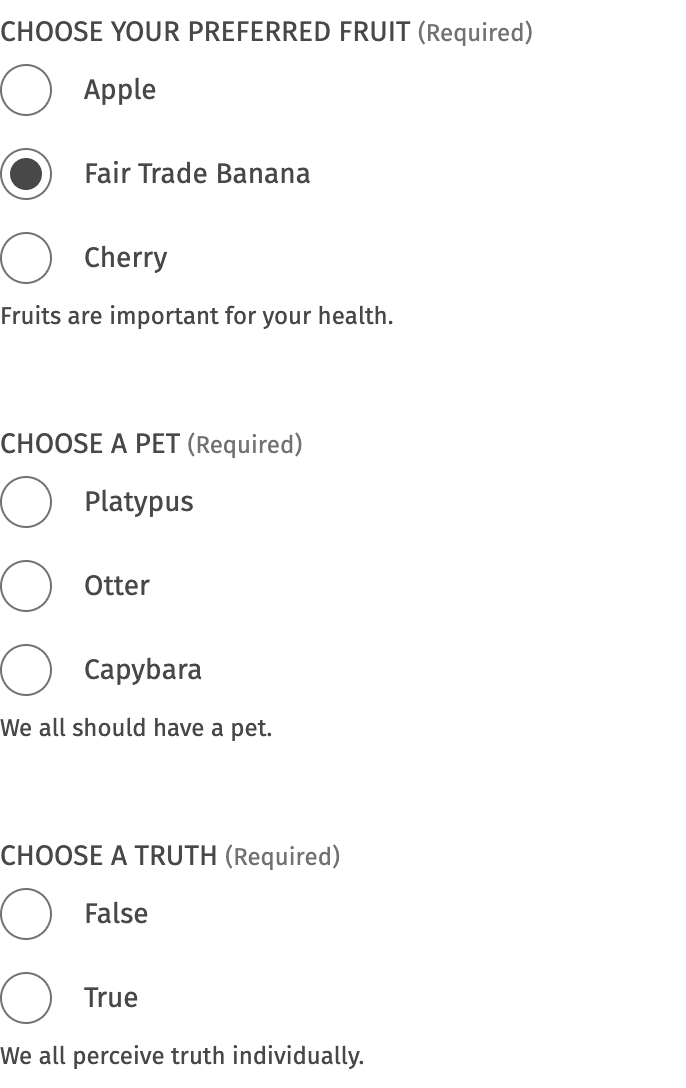 CHOOSE YOUR PREFERRED FRUIT (Required)
Apple
Fair Trade Banana
Cherry
Fruits are important for your health.
CHOOSE A PET (Required)
Platypus
Otter
Capybara
We all should have a pet.
CHOOSE A TRUTH (Required)
False
True
We all perceive truth individually.